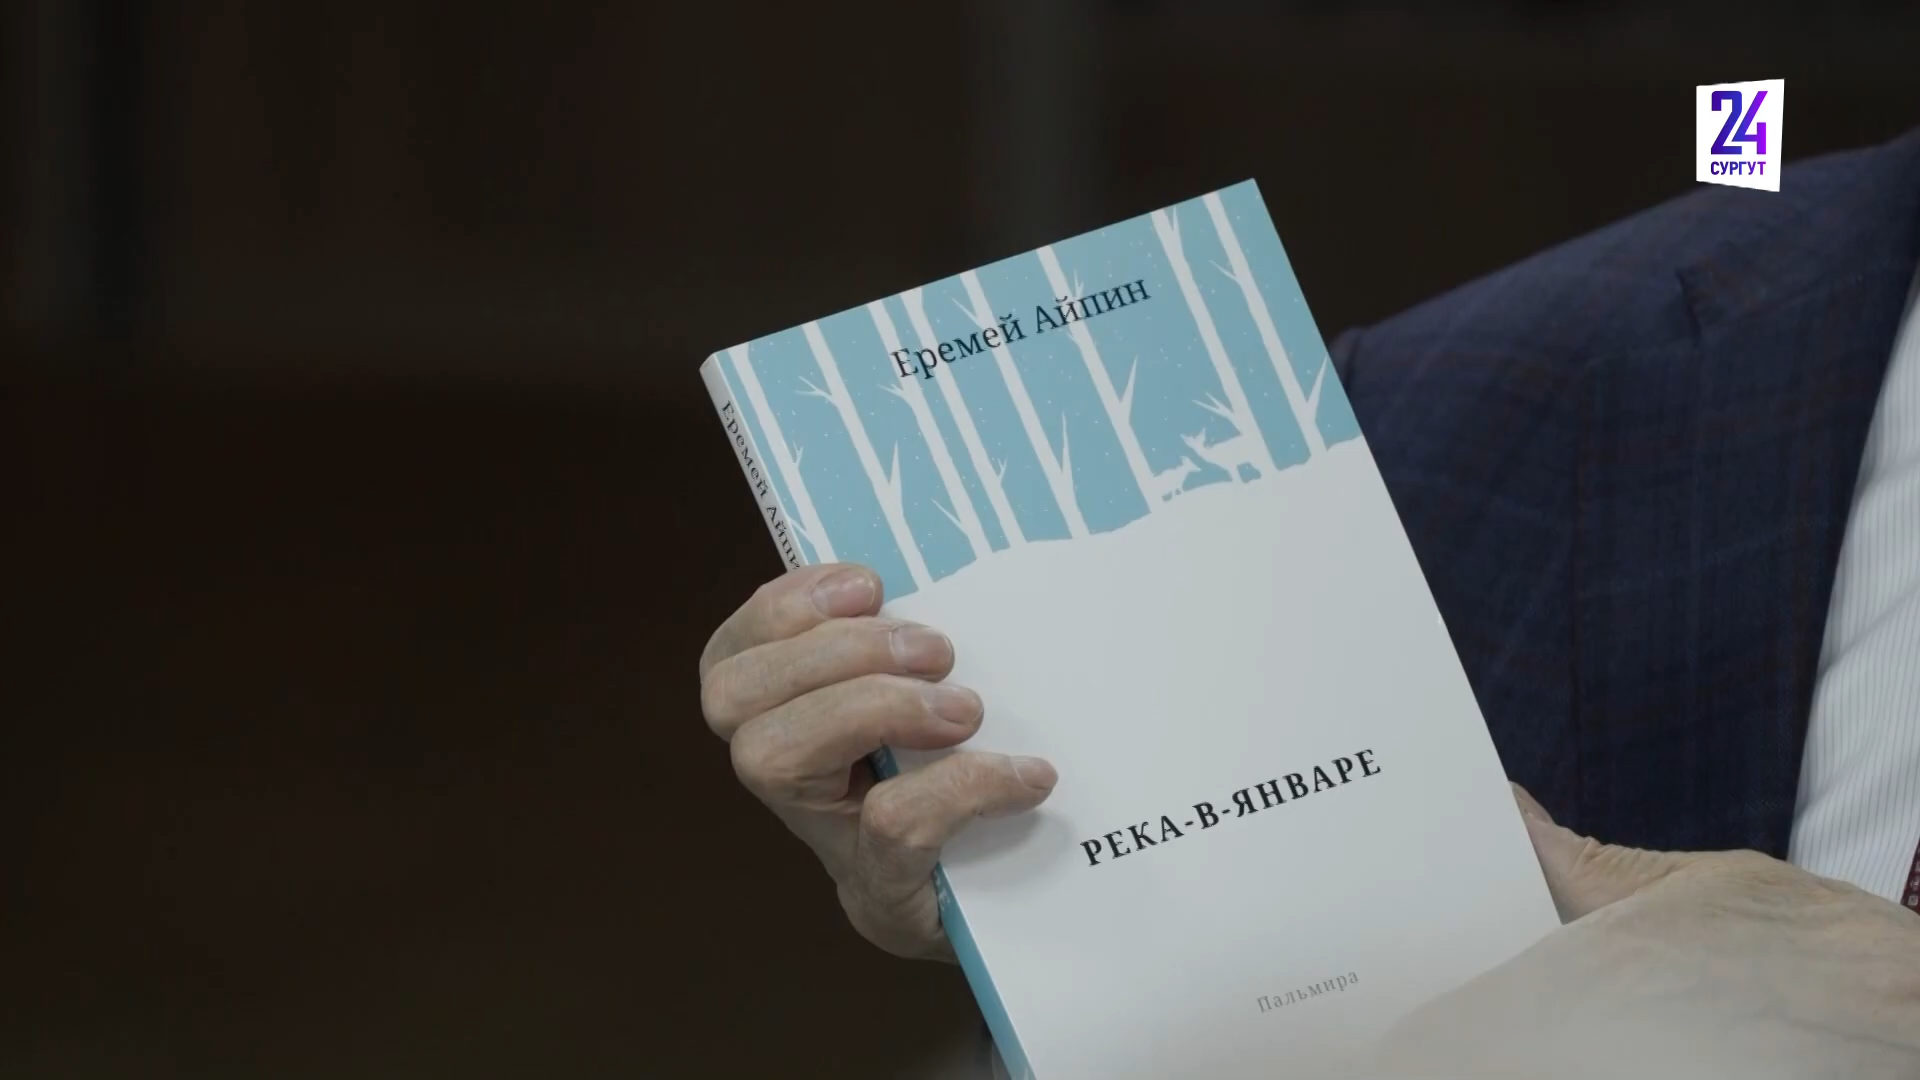 24
СУРГУТ
Еремей Айпин
Еремей Айпи
РЕКА-В-ЯНВАРЕ
Пальмира